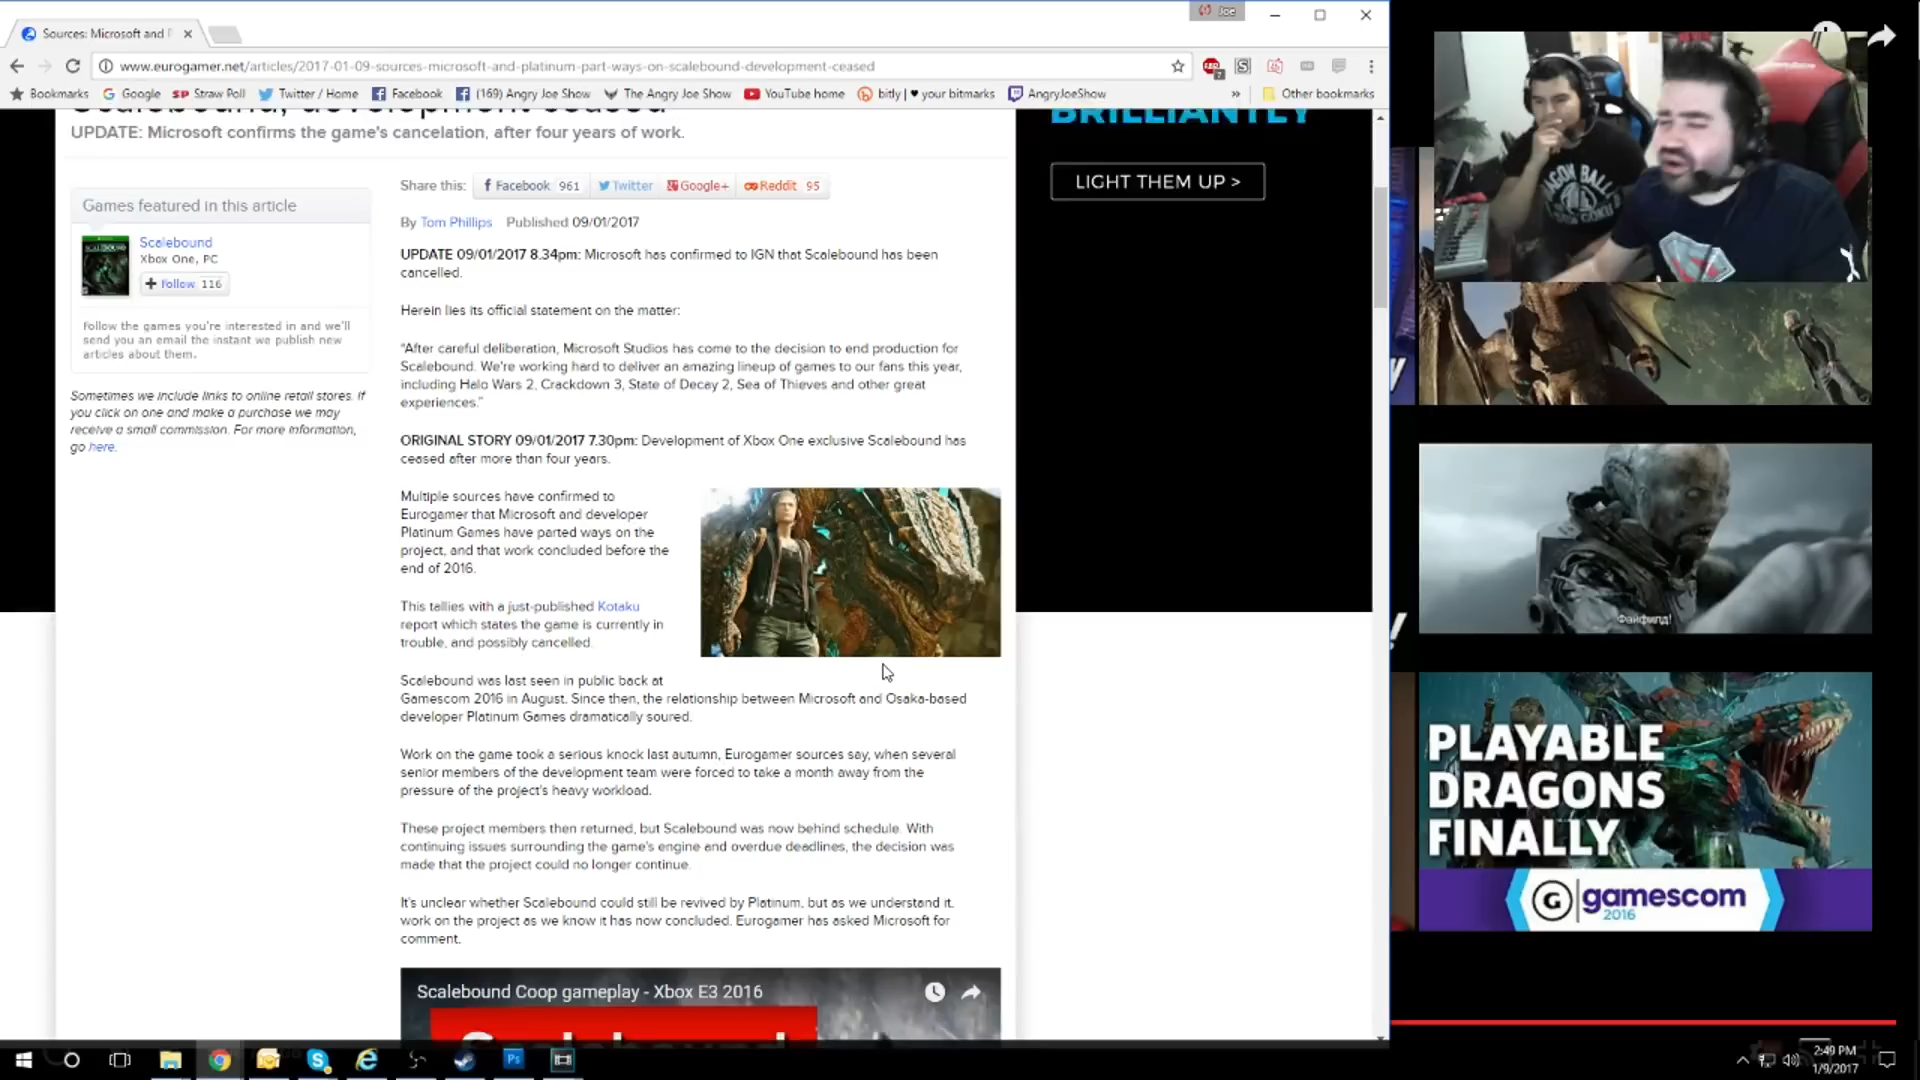 Joe
Sources: Microsoft and P
www.eurogamer.net/articles/2017-01-09-sources-microsoft-and-platinum-part-ways-on-scalebound-development-ceased
7
Bookmarks
Google
SP Straw Poll
Twitter / Home
Facebook
(169) Angry Joe Show
The Angry Joe Show
YouTube home
bitly | ♥ your bitmarks
AngryJoeShow
»
Other bookmarks
Scalebound, development ceased
UPDATE: Microsoft confirms the game's cancelation, after four years of work.
Games featured in this article
Scalebound
Xbox One, PC
+ Follow 116
Follow the games you're interested in and we'll
send you an email the instant we publish new
articles about them.
Sometimes we include links to online retail stores. If
you click on one and make a purchase we may
receive a small commission. For more information,
go here.
Share this:
Facebook 961
Twitter
Google+
Reddit 95
By Tom Phillips Published 09/01/2017
UPDATE 09/01/2017 8.34pm: Microsoft has confirmed to IGN that Scalebound has been
cancelled.
Herein lies its official statement on the matter:
"After careful deliberation, Microsoft Studios has come to the decision to end production for
Scalebound. We're working hard to deliver an amazing lineup of games to our fans this year,
including Halo Wars 2, Crackdown 3, State of Decay 2, Sea of Thieves and other great
experiences."
ORIGINAL STORY 09/01/2017 7.30pm: Development of Xbox One exclusive Scalebound has
ceased after more than four years.
Multiple sources have confirmed to
Eurogamer that Microsoft and developer
Platinum Games have parted ways on the
project, and that work concluded before the
end of 2016.
This tallies with a just-published Kotaku
report which states the game is currently in
trouble, and possibly cancelled.
Scalebound was last seen in public back at
Gamescom 2016 in August. Since then, the relationship between Microsoft and Osaka-based
developer Platinum Games dramatically soured.
Work on the game took a serious knock last autumn, Eurogamer sources say, when several
senior members of the development team were forced to take a month away from the
pressure of the project's heavy workload.
These project members then returned, but Scalebound was now behind schedule. With
continuing issues surrounding the game's engine and overdue deadlines, the decision was
made that the project could no longer continue.
It's unclear whether Scalebound could still be revived by Platinum, but as we understand it,
work on the project as we know it has now concluded. Eurogamer has asked Microsoft for
comment.
Scalebound Coop gameplay - Xbox E3 2016
Scalebound
BRILLIANTLY
LIGHT THEM UP >
Фэйфилд!
PLAYABLE
DRAGONS
FINALLY
G gamescom
2016
Ps
2:49 PM
1/9/2017